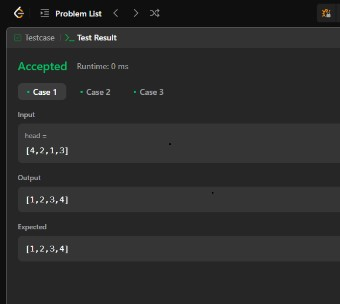 Problem List
Testcase
Test Result
Accepted Runtime: 0 ms
Case 1 Case 2 Case 3
Input
head =
[4,2,1,3]
Output
[1,2,3,4]
Expected
[1,2,3,4]